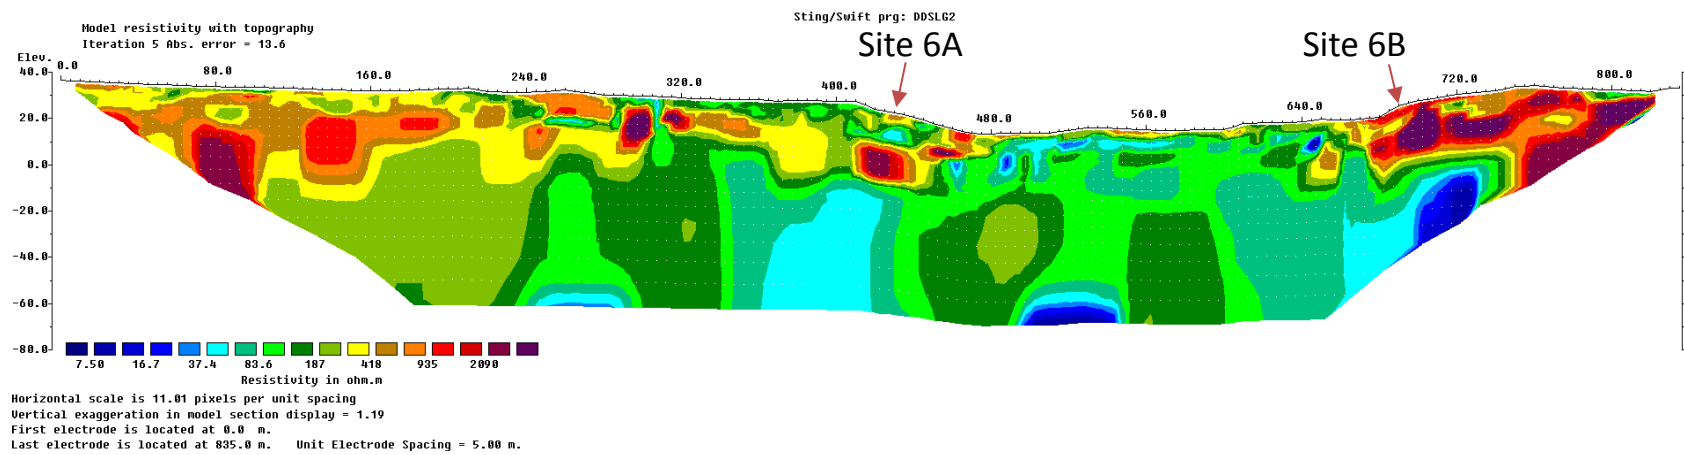 Sting/Swift prg: DDSLG2
Model resistivity with topography
Iteration 5 Abs. error = 13.6
Site 6A
Site 6B
Elev.
0.0
80.0
160.0
240.0
320.0
400.0
480.0
560.0
640.0
720.0
800.0
40.0
20.0
0.0
-20.0
-40.0
-60.0
-80.0
7.50 16.7 37.4 83.6 187 418 935 2090
Resistivity in ohm.m
Horizontal scale is 11.01 pixels per unit spacing
Vertical exaggeration in model section display = 1.19
First electrode is located at 0.0 m.
Last electrode is located at 835.0 m. Unit Electrode Spacing = 5.00 m.